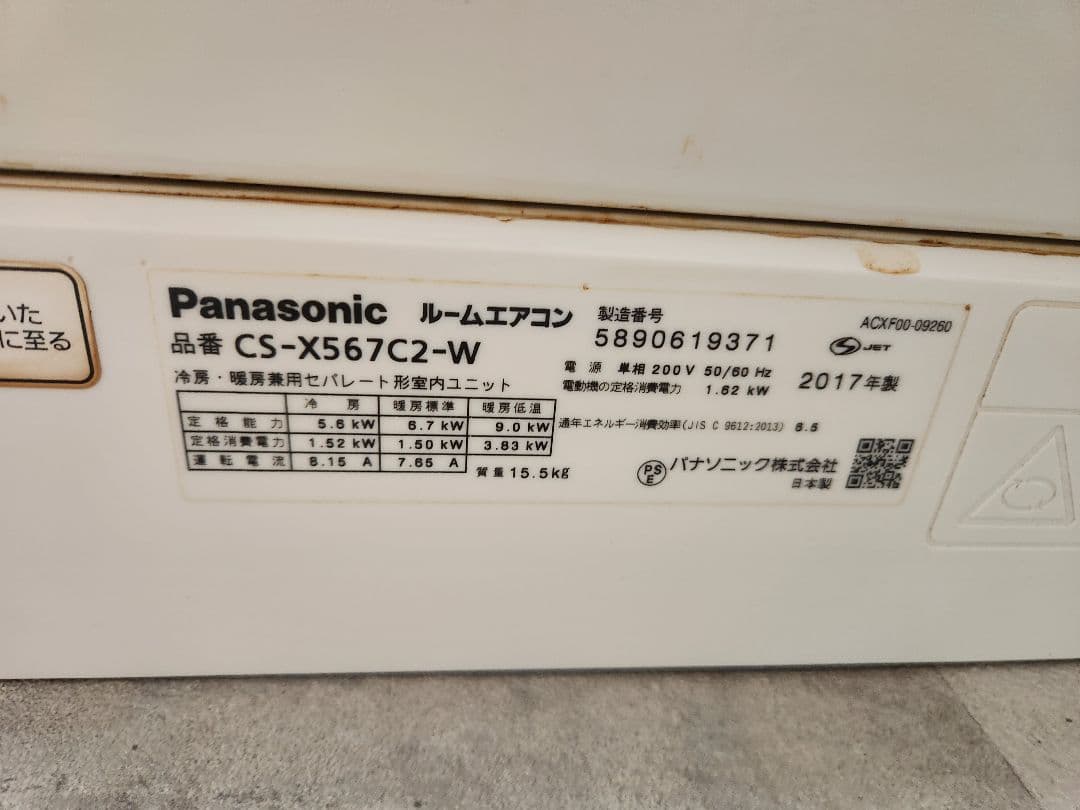 いた
に至る
Panasonic ルームエアコン
品番 CS-X567C2-W
冷房・暖房兼用セパレート形室内ユニット
冷房 暖房標準 暖房低温
定格能力 5.6 kW 6.7 kW 9.0 kW
定格消費電力 1.52 kW 1.50 kW 3.83 kW
運転電流 8.15 A 7.65 A
質量 15.5kg
製造番号
5890619371
電源 単相 200V 50/60 Hz
電動機の定格消費電力 1.62 kW
通年エネルギー消費効率(JIS C 9612:2013) 6.5
PSE パナソニック株式会社
日本製
ACXF00-09260
S JET
2017年製